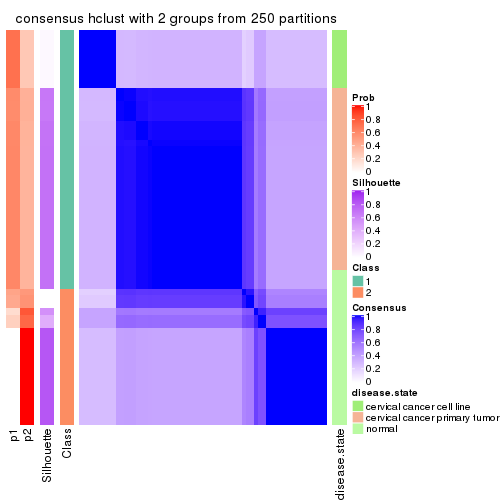 consensus hclust with 2 groups from 250 partitions
Prob
1
0.8
0.6
0.4
0.2
0
Silhouette
1
0.8
0.6
0.4
0.2
0
Class
1
2
Consensus
1
0.8
0.6
0.4
0.2
0
disease.state
cervical cancer cell line
cervical cancer primary tumor
normal
p1
p2
Silhouette
Class
disease.state